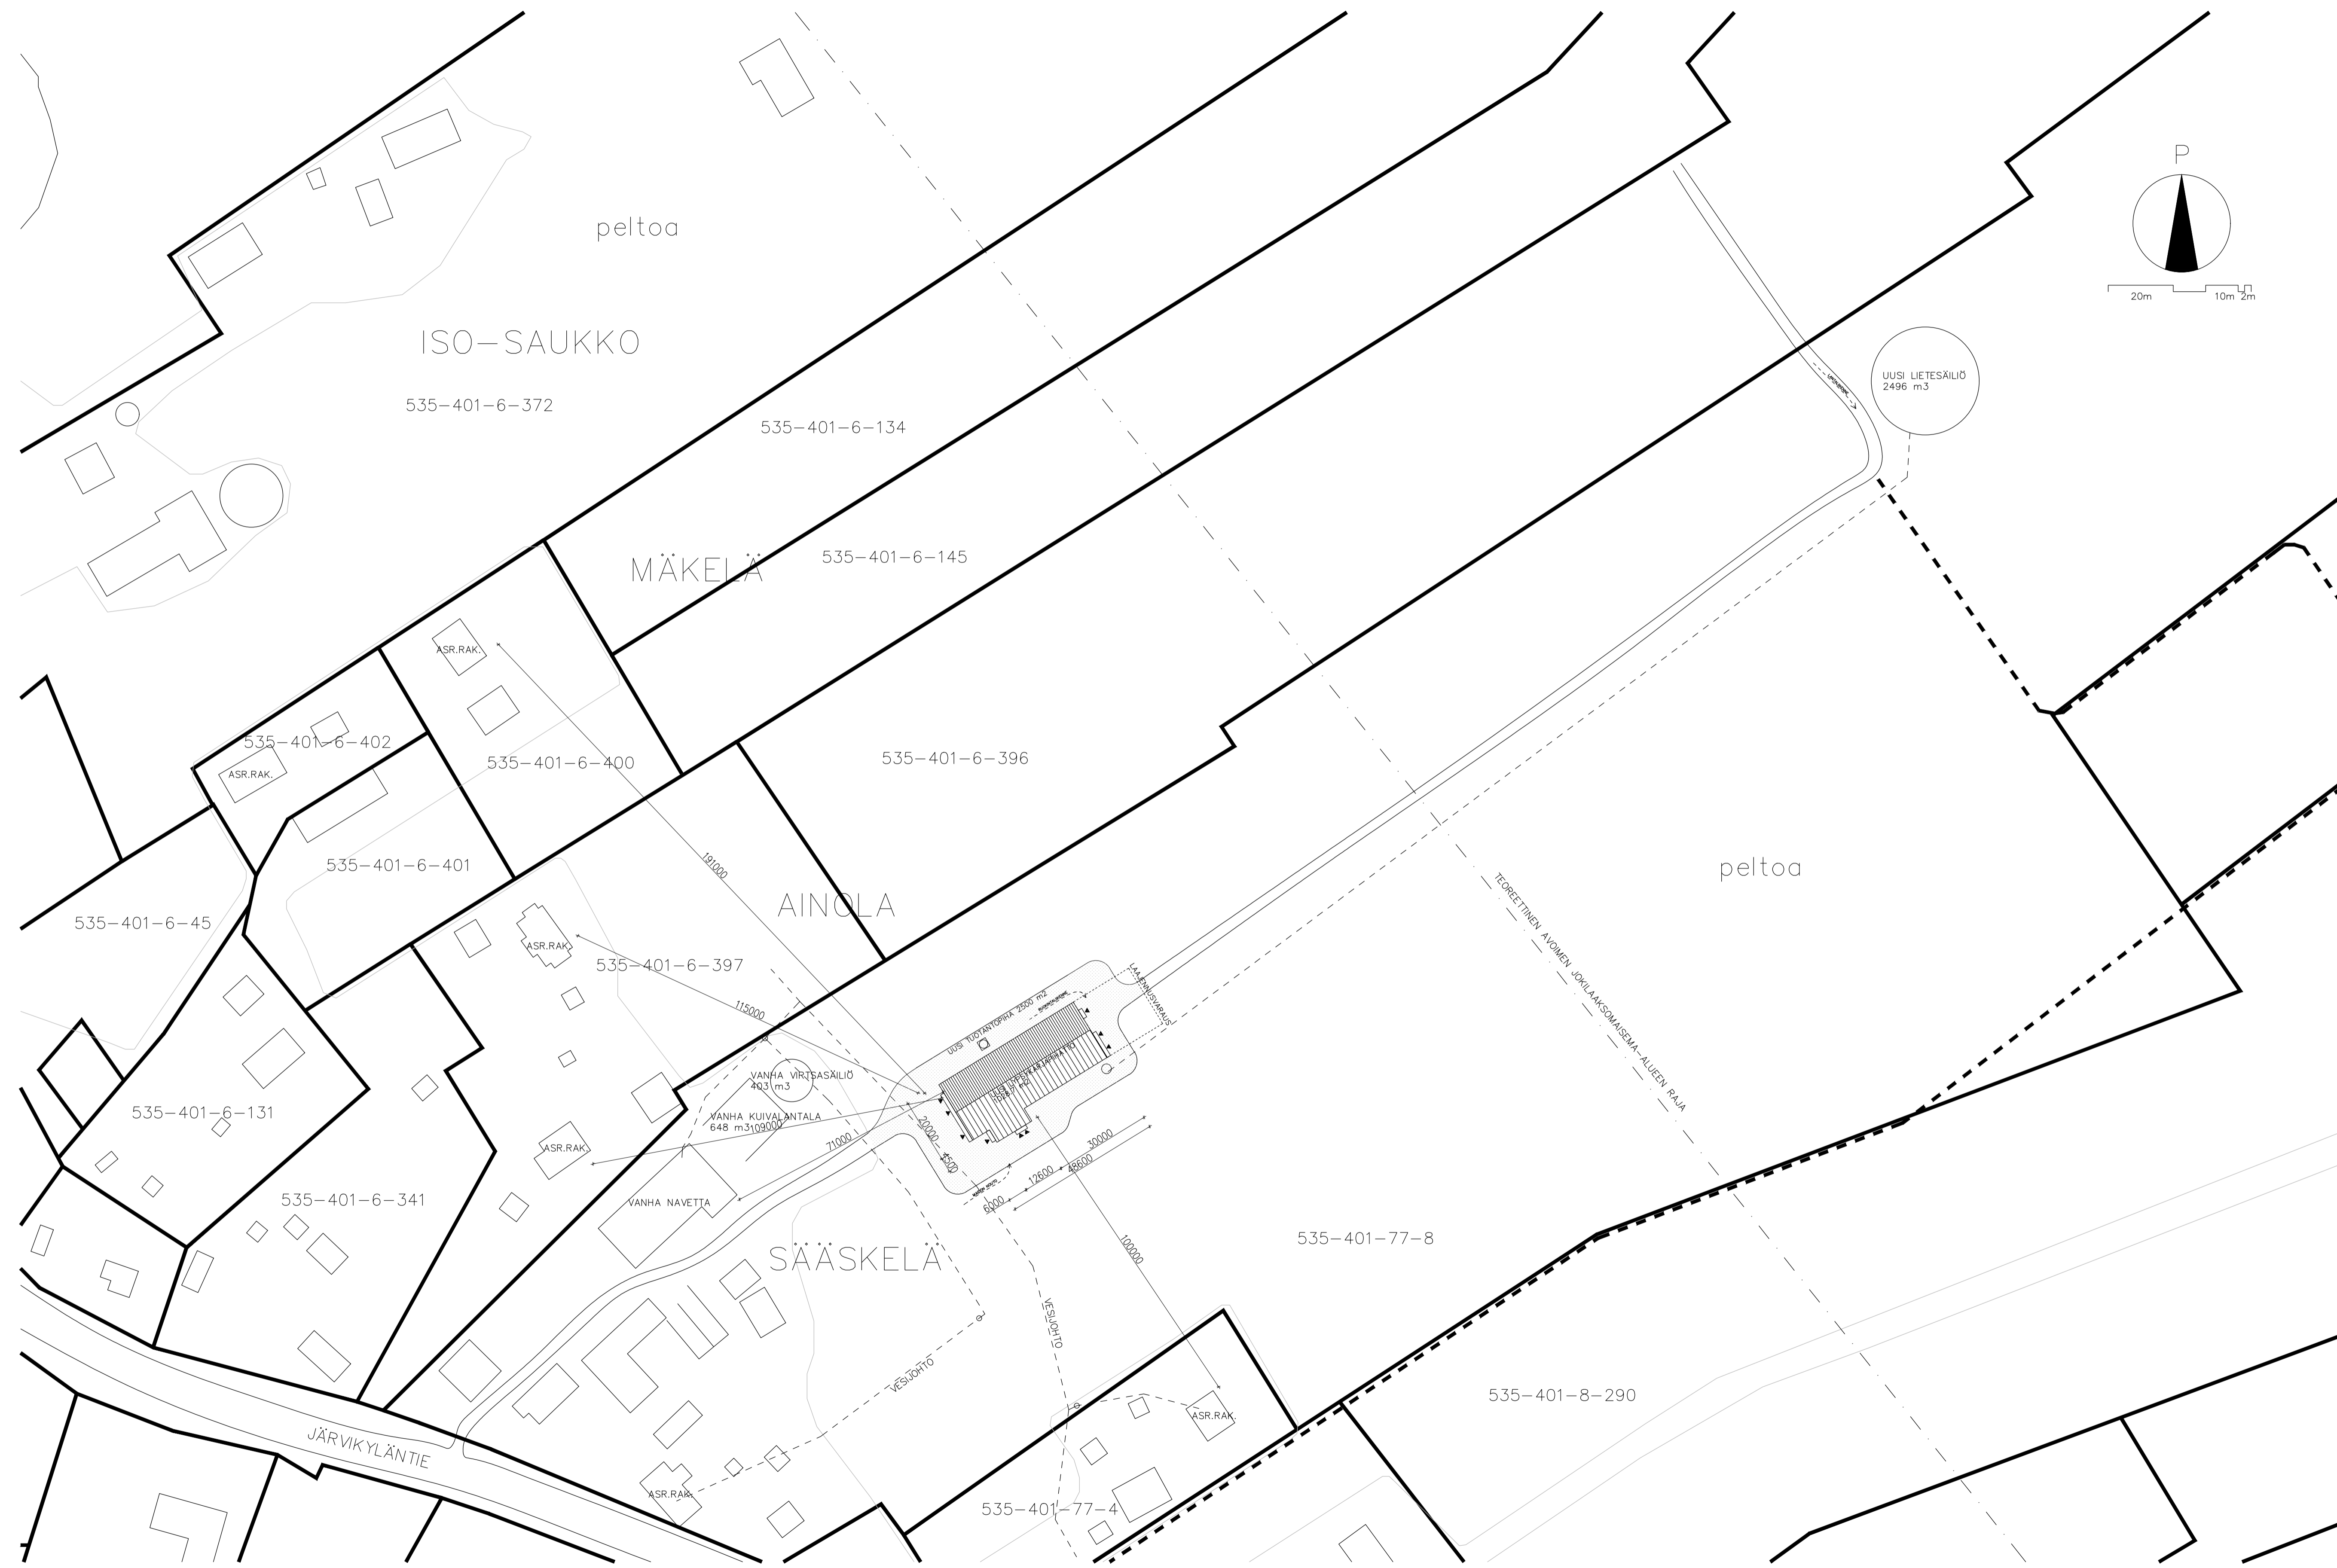 P
20m 10m 2m
peltoa
ISO-SAUKKO
535-401-6-372
UUSI LIETESÄILIÖ
2496 m3
535-401-6-134
MÄKELÄ
535-401-6-145
ASR.RAK.
535-401-6-402
ASR.RAK.
535-401-6-400
535-401-6-396
535-401-6-401
191000
peltoa
TEOREETTINEN AVOIMEN JOKILAAKSOMAISEMA-ALUEEN RAJA
AINOLA
535-401-6-45
ASR.RAK.
535-401-6-397
LAAJENNUSVARAUS
115000
UUSI TUOTANTOPIHA 2500 m2
VANHA VIRTSASÄILIÖ
403 m3
535-401-6-131
VANHA KUIVALANTALA
648 m3
109000
20000
4500
71000
30000
12600
48600
6000
ASR.RAK.
535-401-6-341
VANHA NAVETTA
SÄÄSKELÄ
100000
535-401-77-8
VESIJOHTO
VESIJOHTO
535-401-8-290
ASR.RAK.
JÄRVIKYLÄNTIE
ASR.RAK.
535-401-77-4